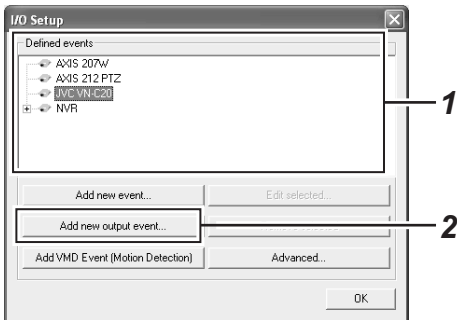 I/O Setup
Defined events
AXIS 207W
AXIS 212 PTZ
JVC VN-C20
NVR
1
Add new event...
Edit selected...
Add new output event...
2
Add VMD Event (Motion Detection)
Advanced...
OK